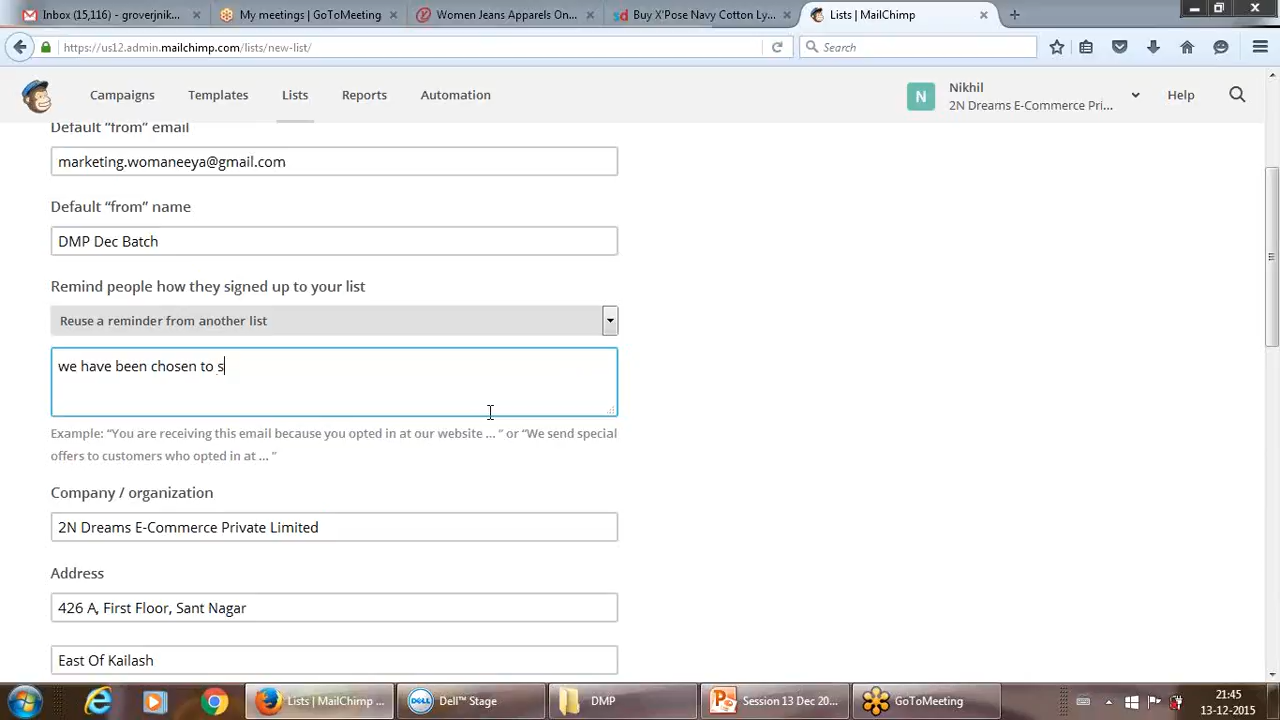 Inbox (15,116) - groverjnik...
My meetings | GoToMeeting
Women Jeans, Apparels On...
Buy X'Pose Navy Cotton Ly...
Lists | MailChimp
https://us12.admin.mailchimp.com/lists/new-list/
Search
Campaigns
Templates
Lists
Reports
Automation
N
Nikhil
2N Dreams E-Commerce Pri...
Help
Default “from” email
marketing.womaneeya@gmail.com
Default “from” name
DMP Dec Batch
Remind people how they signed up to your list
Reuse a reminder from another list
we have been chosen to s
Example: “You are receiving this email because you opted in at our website ... ” or “We send special
offers to customers who opted in at ... ”
Company / organization
2N Dreams E-Commerce Private Limited
Address
426 A, First Floor, Sant Nagar
East Of Kailash
Lists | MailChimp ...
DELL
Dell™ Stage
DMP
Session 13 Dec 20...
GoToMeeting
21:45
13-12-2015